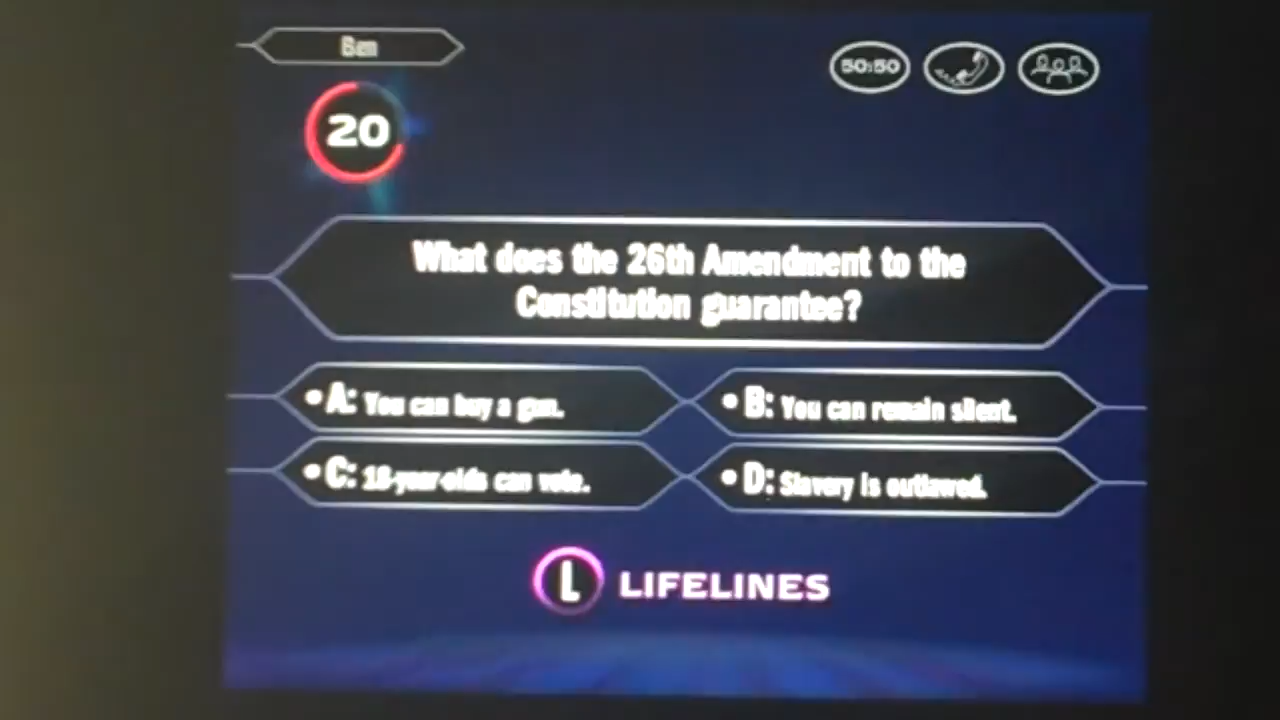 Ben
50:50
20
What does the 26th Amendment to the
Constitution guarantee?
• A: You can buy a gun.
• B: You can remain silent.
• C: 18-year-olds can vote.
• D: Slavery is outlawed.
L LIFELINES